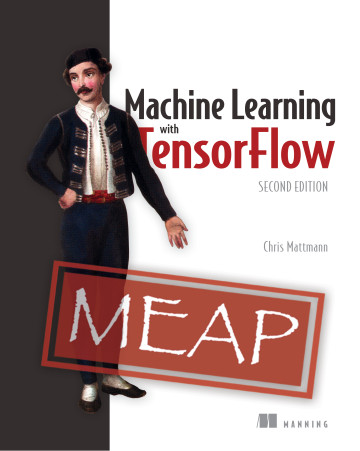 Machine Learning
with
TensorFlow
SECOND EDITION
Chris Mattmann
MEAP
MANNING